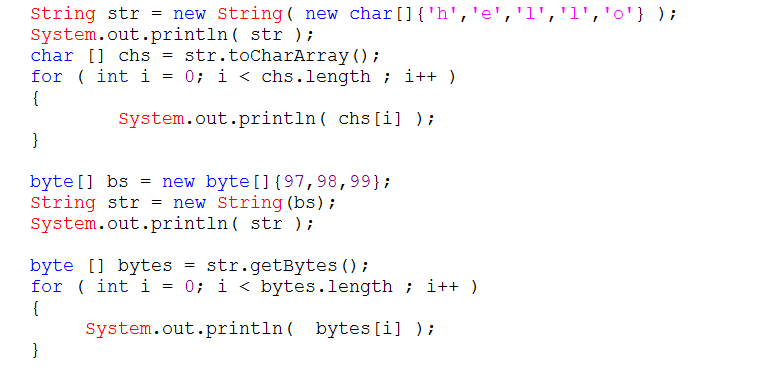 String str = new String( new char[]{'h','e','l','l','o'} );
System.out.println( str );
char [] chs = str.toCharArray();
for ( int i = 0; i < chs.length ; i++ )
{
        System.out.println( chs[i] );
}

byte[] bs = new byte[]{97,98,99};
String str = new String(bs);
System.out.println( str );

byte [] bytes = str.getBytes();
for ( int i = 0; i < bytes.length ; i++ )
{
     System.out.println(  bytes[i] );
}